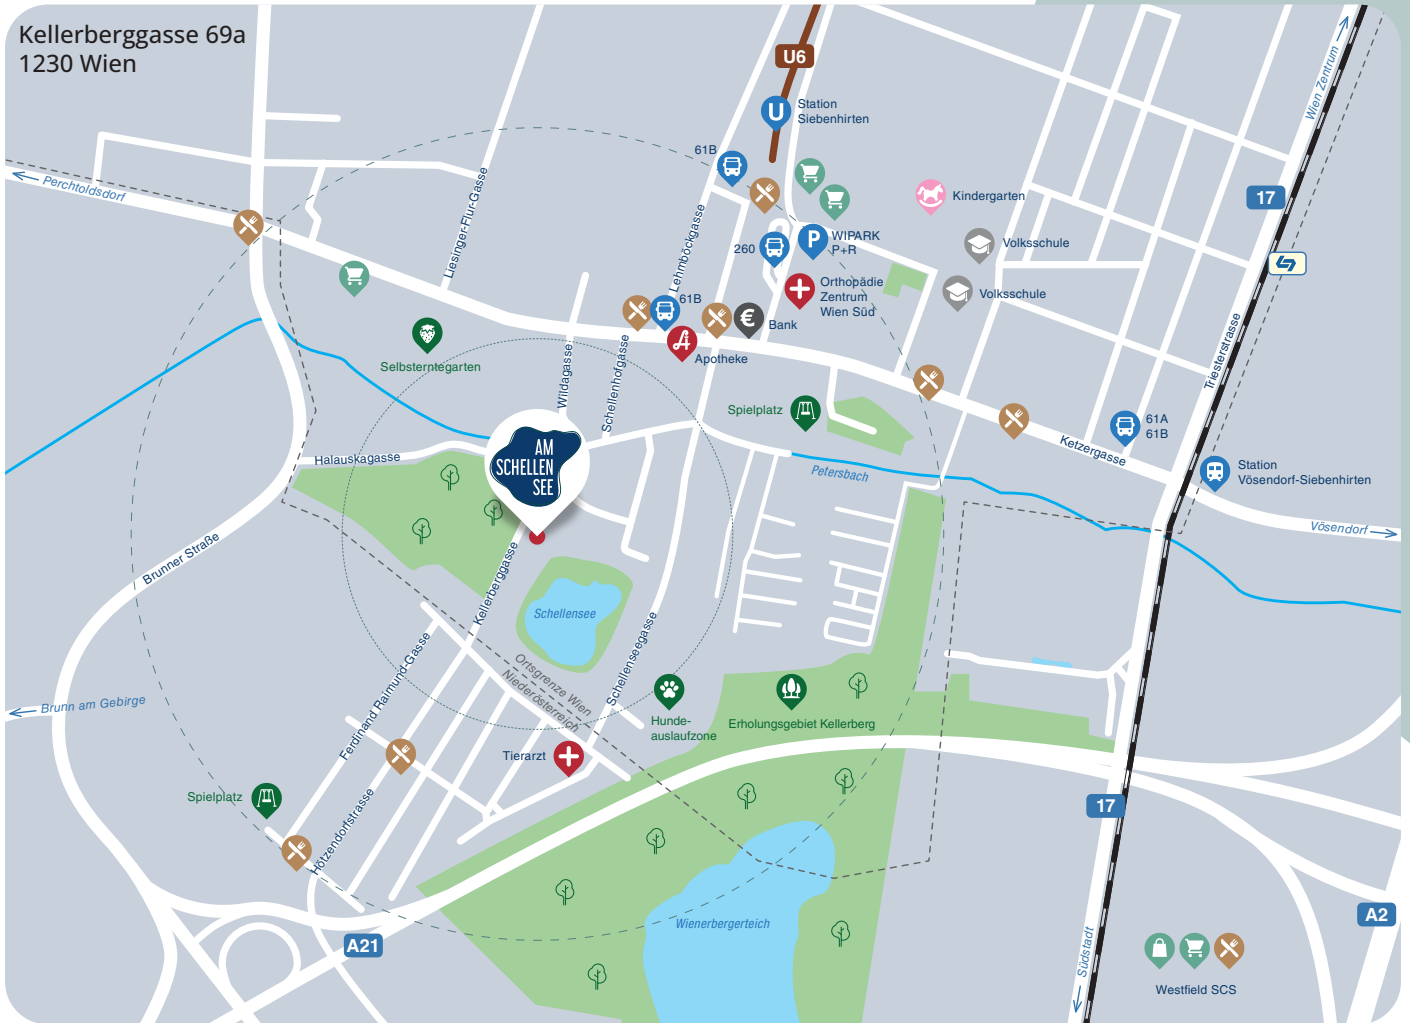 Kellerberggasse 69a
1230 Wien
U6
U
Station
Siebenhirten
Wien Zentrum
61B
Perchtoldsdorf
Liesinger-Flur-Gasse
Lehnböckgasse
Kindergarten
17
260
P
WIPARK
P+R
Volksschule
Orthopädie
Zentrum
Wien Süd
Volksschule
61B
€
Bank
Apotheke
Selbsterntegarten
Wildagasse
Schellenhofgasse
Triesterstrasse
Spielplatz
61A
61B
Ketzergasse
AM
SCHELLEN
SEE
Halauskagasse
Petersbach
Station
Vösendorf-Siebenhirten
Vösendorf
Brunner Straße
Kellerberggasse
Schellensee
Schellenseegasse
Ferdinand Raimund-Gasse
Ortsgrenze Wien
Niederösterreich
Brunn am Gebirge
Hunde-
auslaufzone
Erholungsgebiet Kellerberg
Tierarzt
Spielplatz
Hötzendorfstrasse
17
Wienerbergerteich
A21
A2
Südstadt
Westfield SCS